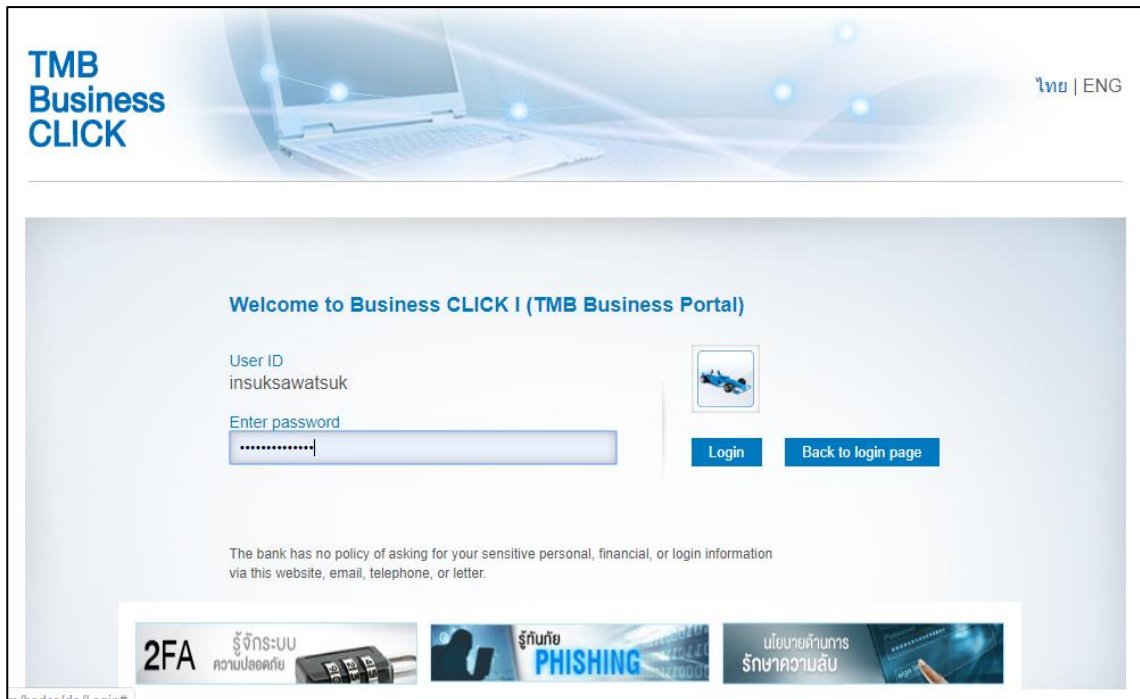 TMB
Business
CLICK
ไทย | ENG
Welcome to Business CLICK I (TMB Business Portal)
User ID
insuksawatsuk
Enter password
••••••••••••••
Login
Back to login page
The bank has no policy of asking for your sensitive personal, financial, or login information
via this website, email, telephone, or letter.
2FA
รู้จักระบบ
ความปลอดภัย
รู้ทันภัย
PHISHING
นโยบายด้านการ
รักษาความลับ